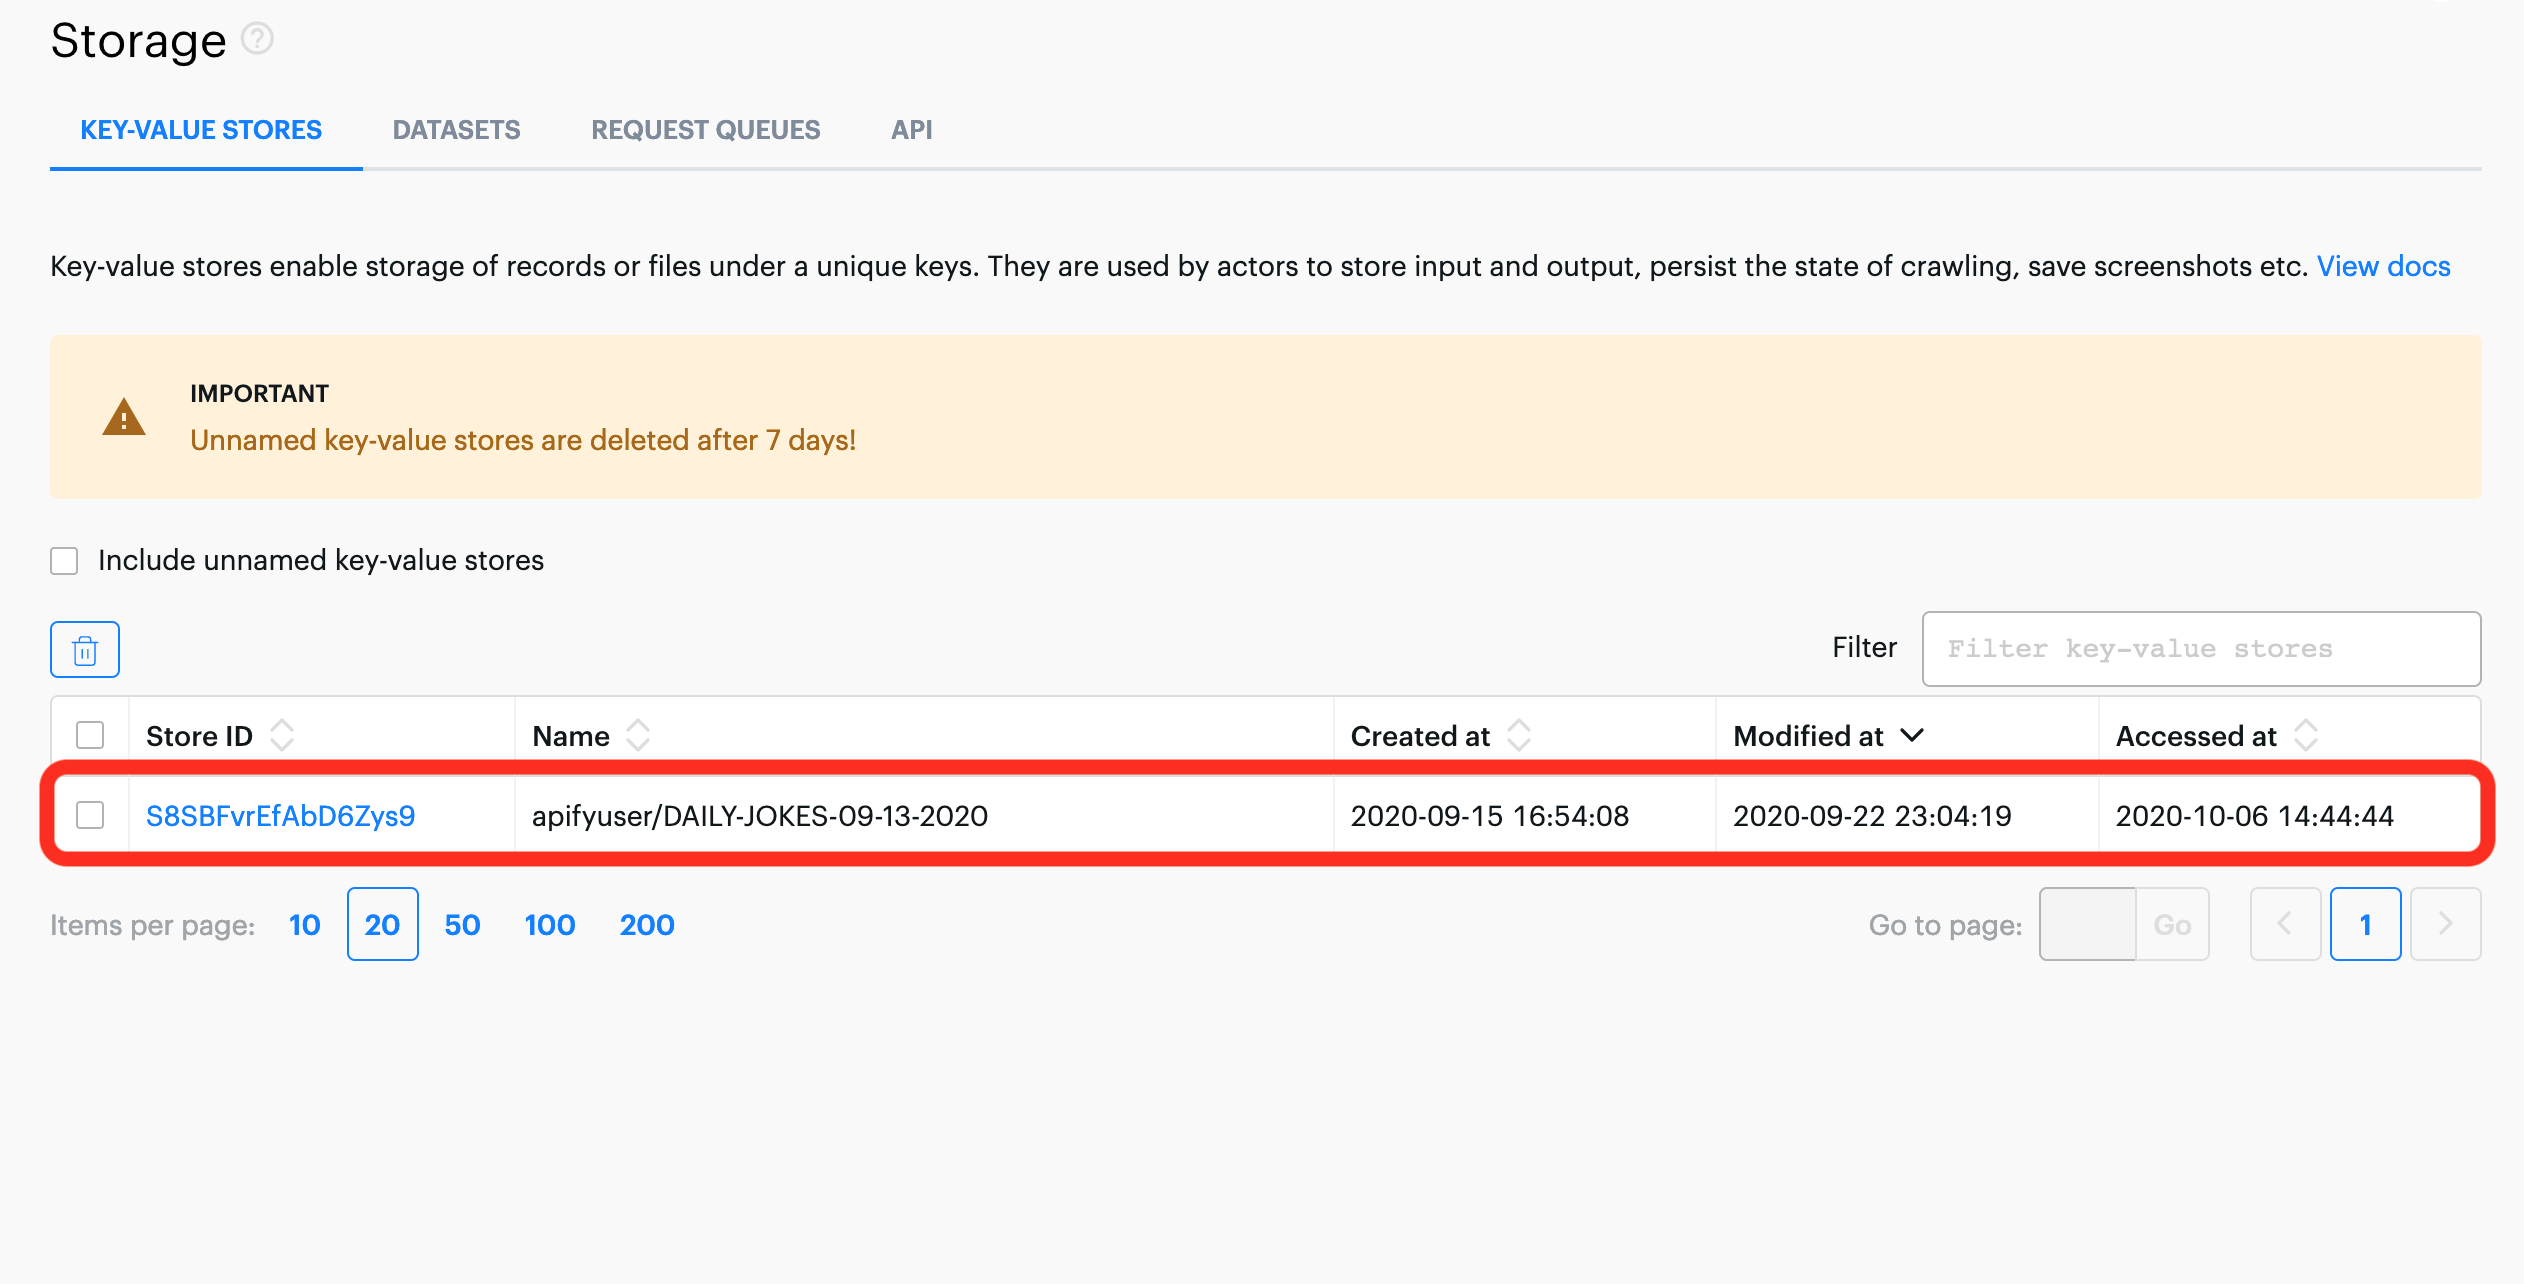 Storage ?
KEY-VALUE STORES DATASETS REQUEST QUEUES API
Key-value stores enable storage of records or files under a unique keys. They are used by actors to store input and output, persist the state of crawling, save screenshots etc. View docs
IMPORTANT
Unnamed key-value stores are deleted after 7 days!
Include unnamed key-value stores
Filter Filter key-value stores
Store ID Name Created at Modified at Accessed at
S8SBFvrEfAbD6Zys9 apifyuser/DAILY-JOKES-09-13-2020 2020-09-15 16:54:08 2020-09-22 23:04:19 2020-10-06 14:44:44
Items per page: 10 20 50 100 200 Go to page: Go 1